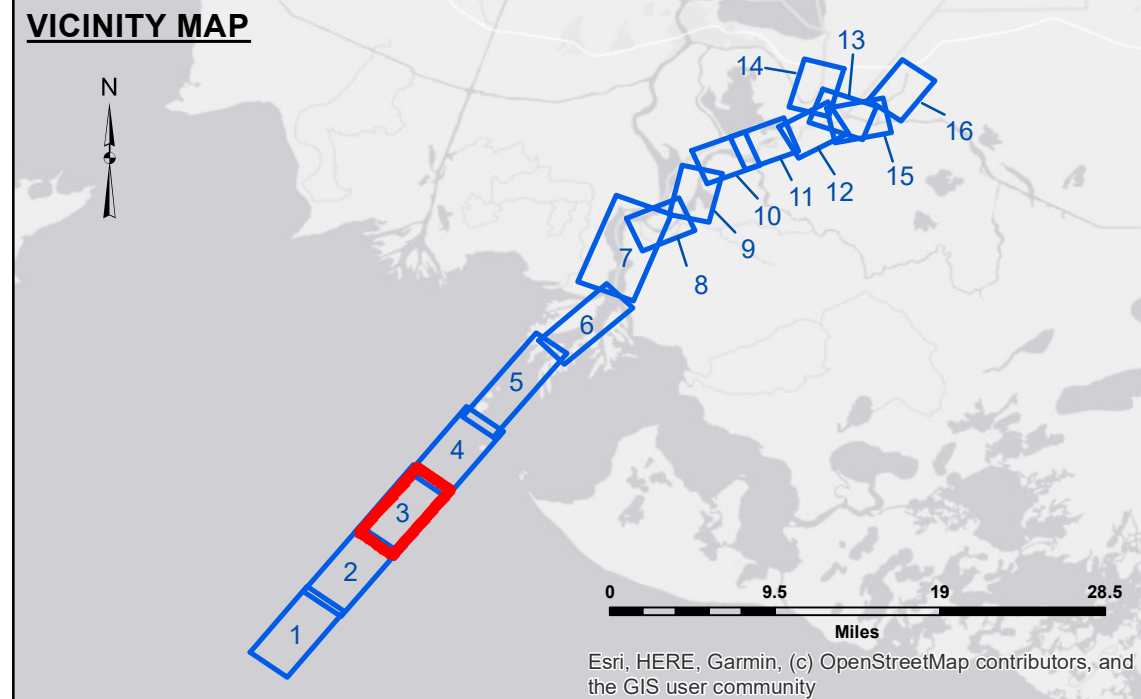 VICINITY MAP
N
13
14
16
15
12
11
10
9
8
7
6
5
4
3
2
1
0 9.5 19 28.5
Miles
Esri, HERE, Garmin, (c) OpenStreetMap contributors, and
the GIS user community